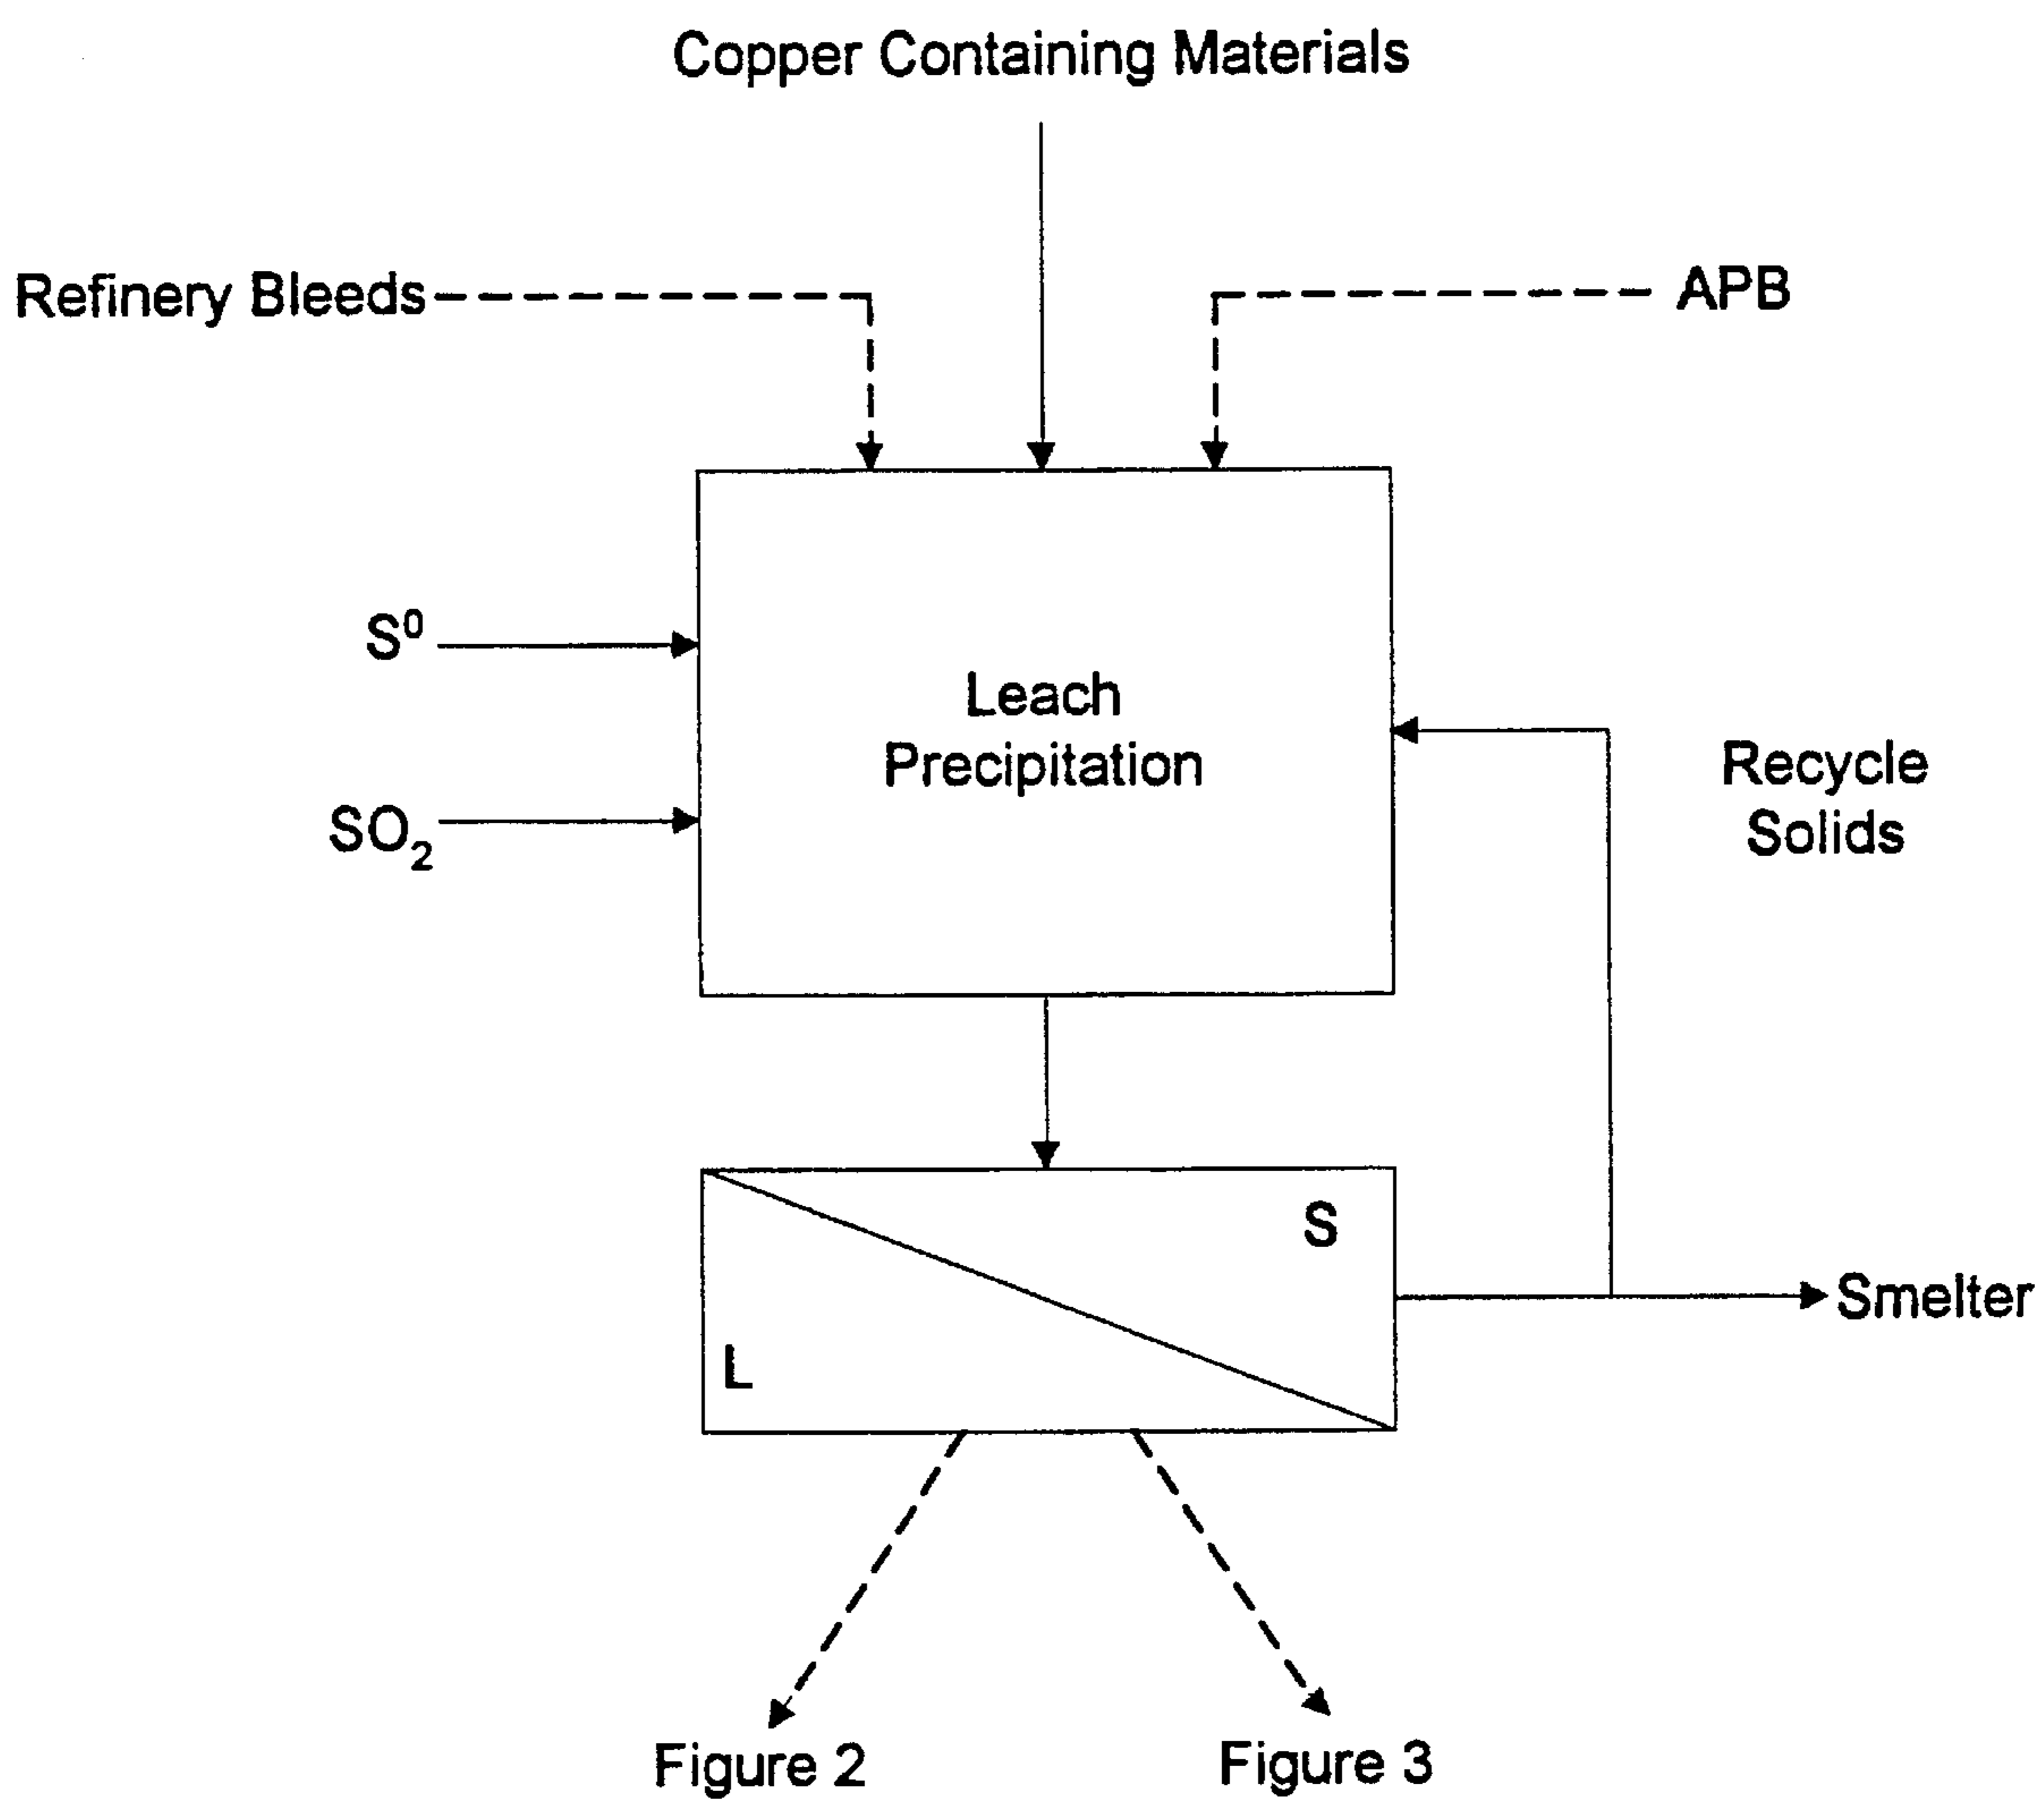 Copper Containing Materials
Refinery Bleeds
APB
S⁰
Leach
Precipitation
SO₂
Recycle
Solids
S
L
Smelter
Figure 2
Figure 3